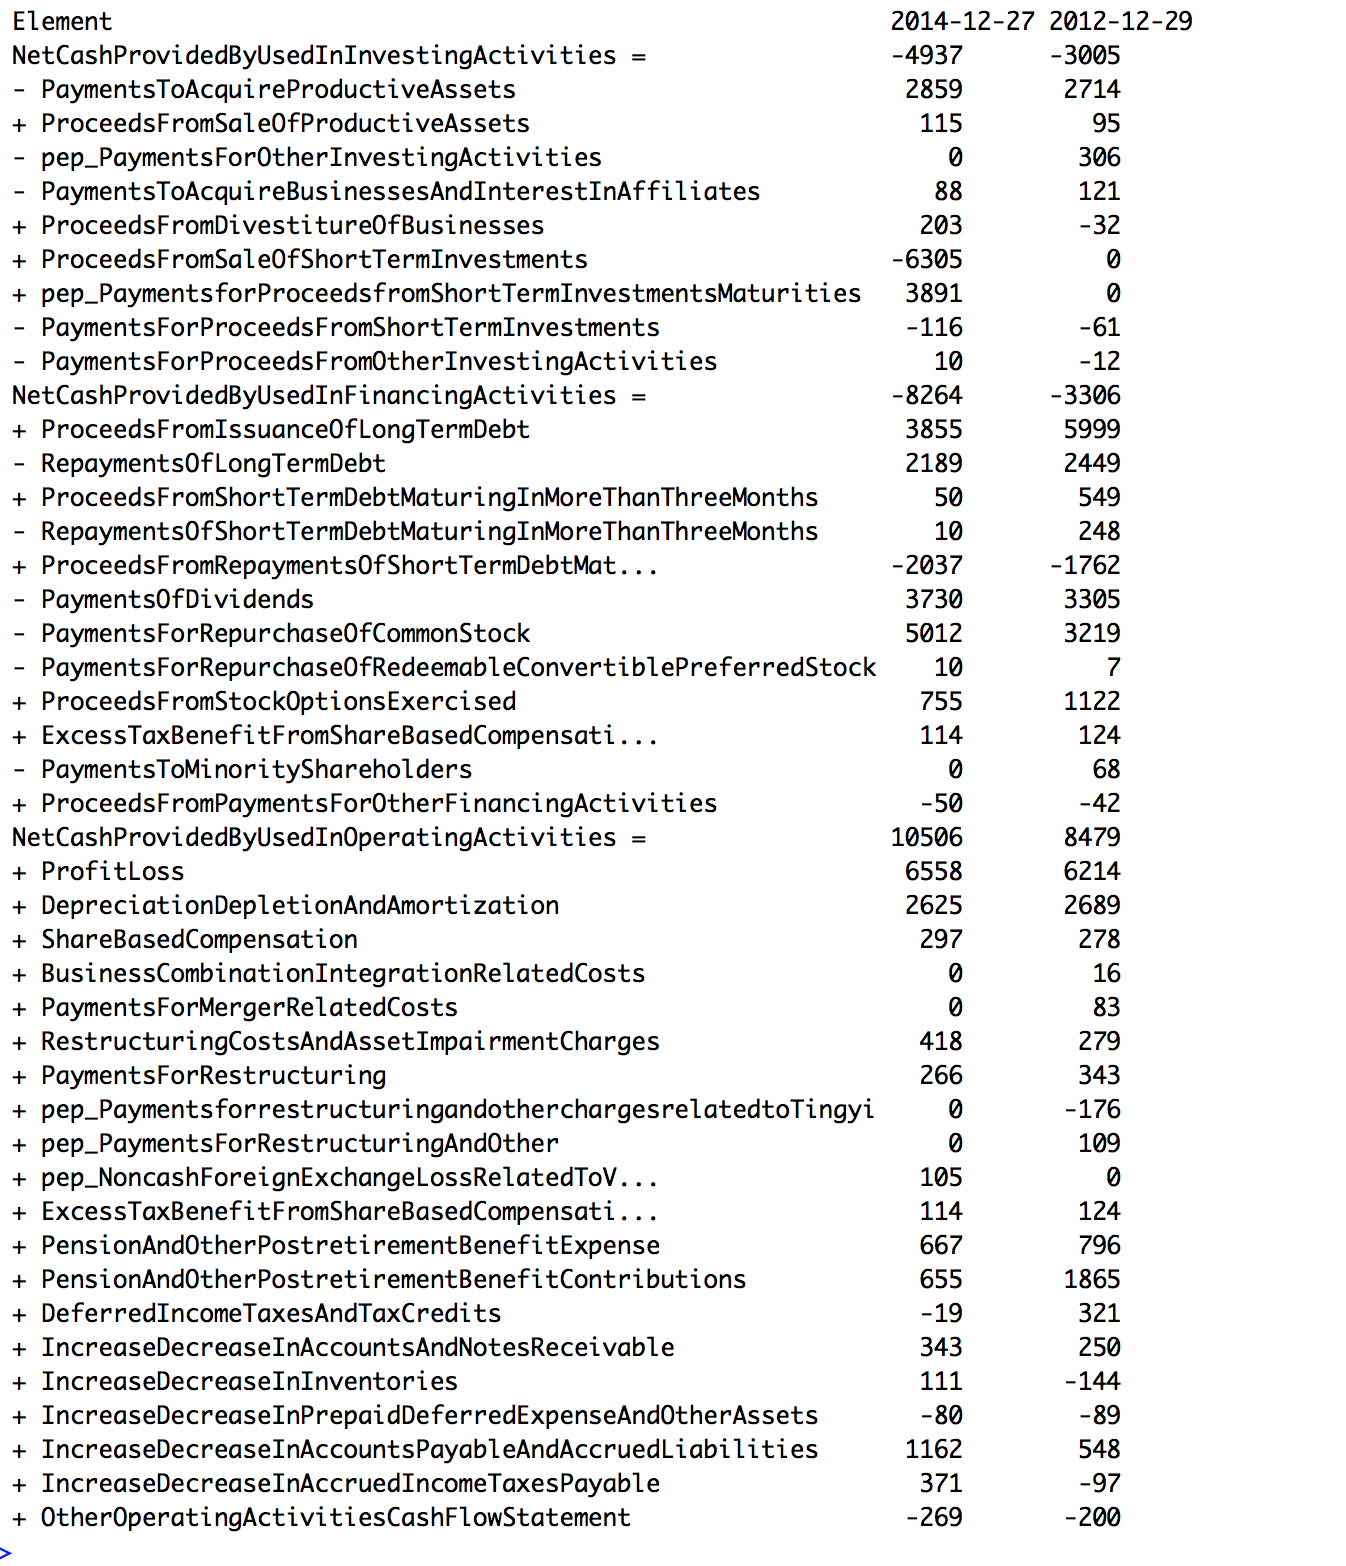 Element 2014-12-27 2012-12-29
NetCashProvidedByUsedInInvestingActivities = -4937 -3005
- PaymentsToAcquireProductiveAssets 2859 2714
+ ProceedsFromSaleOfProductiveAssets 115 95
- pep_PaymentsForOtherInvestingActivities 0 306
- PaymentsToAcquireBusinessesAndInterestInAffiliates 88 121
+ ProceedsFromDivestitureOfBusinesses 203 -32
+ ProceedsFromSaleOfShortTermInvestments -6305 0
+ pep_PaymentsforProceedsfromShortTermInvestmentsMaturities 3891 0
- PaymentsForProceedsFromShortTermInvestments -116 -61
- PaymentsForProceedsFromOtherInvestingActivities 10 -12
NetCashProvidedByUsedInFinancingActivities = -8264 -3306
+ ProceedsFromIssuanceOfLongTermDebt 3855 5999
- RepaymentsOfLongTermDebt 2189 2449
+ ProceedsFromShortTermDebtMaturingInMoreThanThreeMonths 50 549
- RepaymentsOfShortTermDebtMaturingInMoreThanThreeMonths 10 248
+ ProceedsFromRepaymentsOfShortTermDebtMat... -2037 -1762
- PaymentsOfDividends 3730 3305
- PaymentsForRepurchaseOfCommonStock 5012 3219
- PaymentsForRepurchaseOfRedeemableConvertiblePreferredStock 10 7
+ ProceedsFromStockOptionsExercised 755 1122
+ ExcessTaxBenefitFromShareBasedCompensati... 114 124
- PaymentsToMinorityShareholders 0 68
+ ProceedsFromPaymentsForOtherFinancingActivities -50 -42
NetCashProvidedByUsedInOperatingActivities = 10506 8479
+ ProfitLoss 6558 6214
+ DepreciationDepletionAndAmortization 2625 2689
+ ShareBasedCompensation 297 278
+ BusinessCombinationIntegrationRelatedCosts 0 16
+ PaymentsForMergerRelatedCosts 0 83
+ RestructuringCostsAndAssetImpairmentCharges 418 279
+ PaymentsForRestructuring 266 343
+ pep_PaymentsforrestructuringandotherchargesrelatedtoTingyi 0 -176
+ pep_PaymentsForRestructuringAndOther 0 109
+ pep_NoncashForeignExchangeLossRelatedToV... 105 0
+ ExcessTaxBenefitFromShareBasedCompensati... 114 124
+ PensionAndOtherPostretirementBenefitExpense 667 796
+ PensionAndOtherPostretirementBenefitContributions 655 1865
+ DeferredIncomeTaxesAndTaxCredits -19 321
+ IncreaseDecreaseInAccountsAndNotesReceivable 343 250
+ IncreaseDecreaseInInventories 111 -144
+ IncreaseDecreaseInPrepaidDeferredExpenseAndOtherAssets -80 -89
+ IncreaseDecreaseInAccountsPayableAndAccruedLiabilities 1162 548
+ IncreaseDecreaseInAccruedIncomeTaxesPayable 371 -97
+ OtherOperatingActivitiesCashFlowStatement -269 -200
>